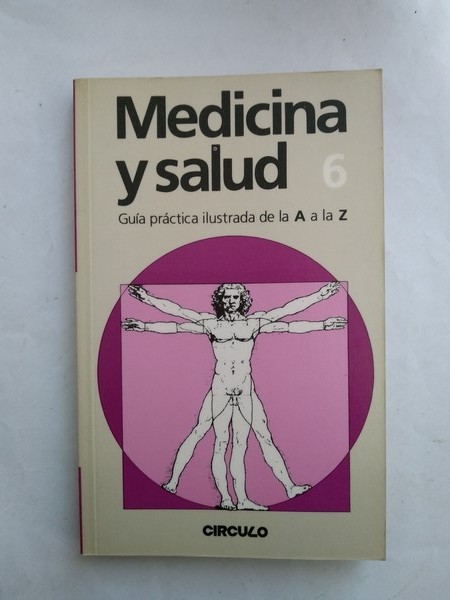 Medicina
y salud 6
Guía práctica ilustrada de la A a la Z
CIRCULO